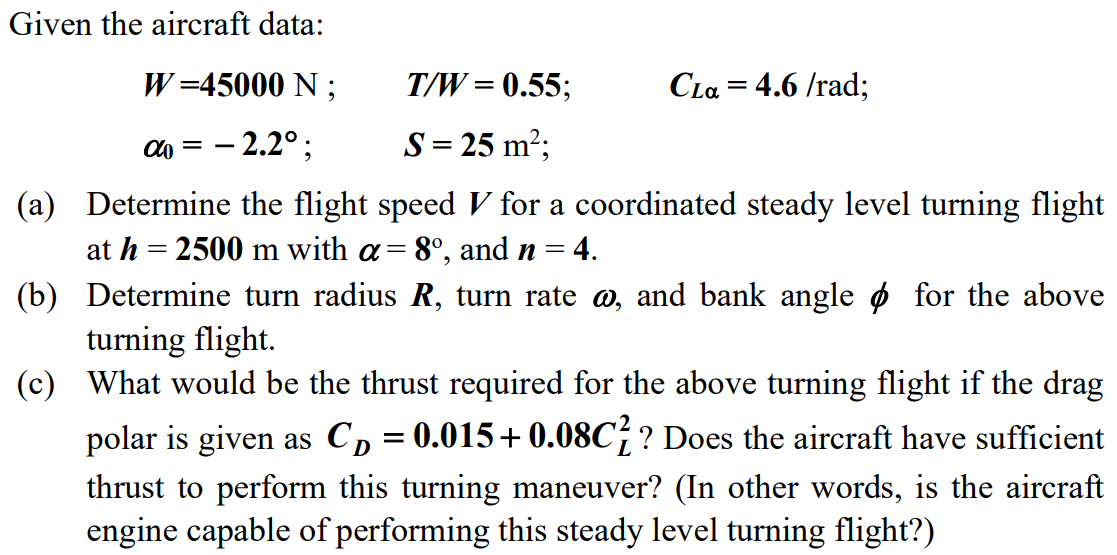 Given the aircraft data:
W =45000 N ; T/W = 0.55; C_Lα = 4.6 /rad;
α₀ = – 2.2° ; S = 25 m²;
(a) Determine the flight speed V for a coordinated steady level turning flight
at h = 2500 m with α = 8°, and n = 4.
(b) Determine turn radius R, turn rate ω, and bank angle ϕ for the above
turning flight.
(c) What would be the thrust required for the above turning flight if the drag
polar is given as C_D = 0.015 + 0.08C_L² ? Does the aircraft have sufficient
thrust to perform this turning maneuver? (In other words, is the aircraft
engine capable of performing this steady level turning flight?)